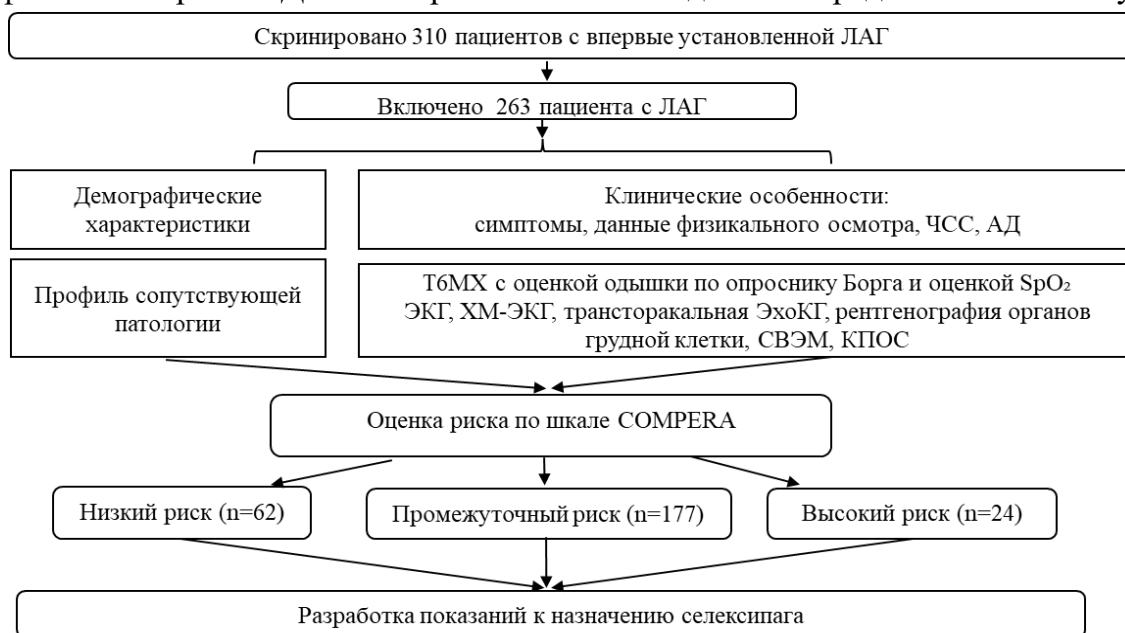 Скринировано 310 пациентов с впервые установленной ЛАГ
Включено 263 пациента с ЛАГ
Демографические
характеристики
Клинические особенности:
симптомы, данные физикального осмотра, ЧСС, АД
Профиль сопутствующей
патологии
Т6МХ с оценкой одышки по опроснику Борга и оценкой SpO₂
ЭКГ, ХМ-ЭКГ, трансторакальная ЭхоКГ, рентгенография органов
грудной клетки, СВЭМ, КПОС
Оценка риска по шкале COMPERA
Низкий риск (n=62)
Промежуточный риск (n=177)
Высокий риск (n=24)
Разработка показаний к назначению селексипага